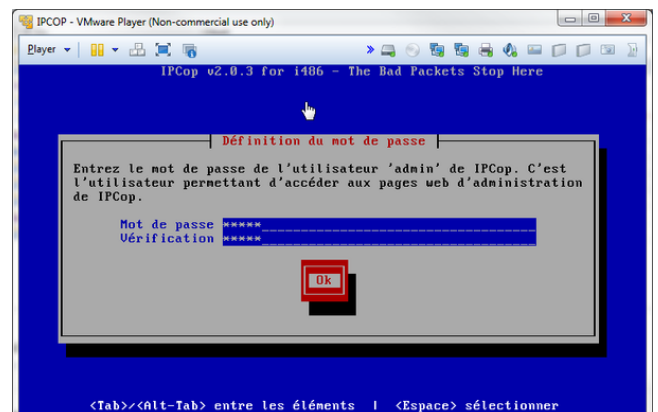 IPCOP - VMware Player (Non-commercial use only)
Player
IPCop v2.0.3 for i486 - The Bad Packets Stop Here
Définition du mot de passe
Entrez le mot de passe de l'utilisateur 'admin' de IPCop. C'est
l'utilisateur permettant d'accéder aux pages web d'administration
de IPCop.
Mot de passe *****
Vérification *****
Ok
<Tab>/<Alt-Tab> entre les éléments | <Espace> sélectionner